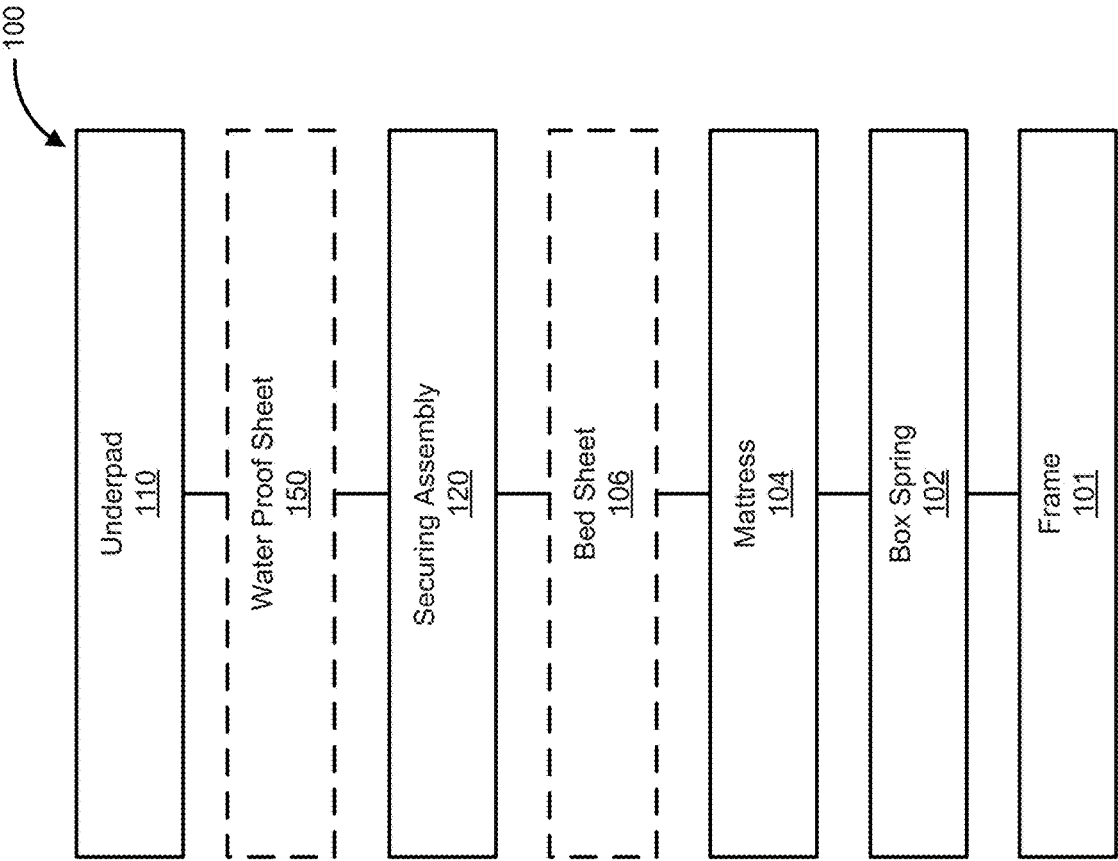 100
Underpad
110
Water Proof Sheet
150
Securing Assembly
120
Bed Sheet
106
Mattress
104
Box Spring
102
Frame
101